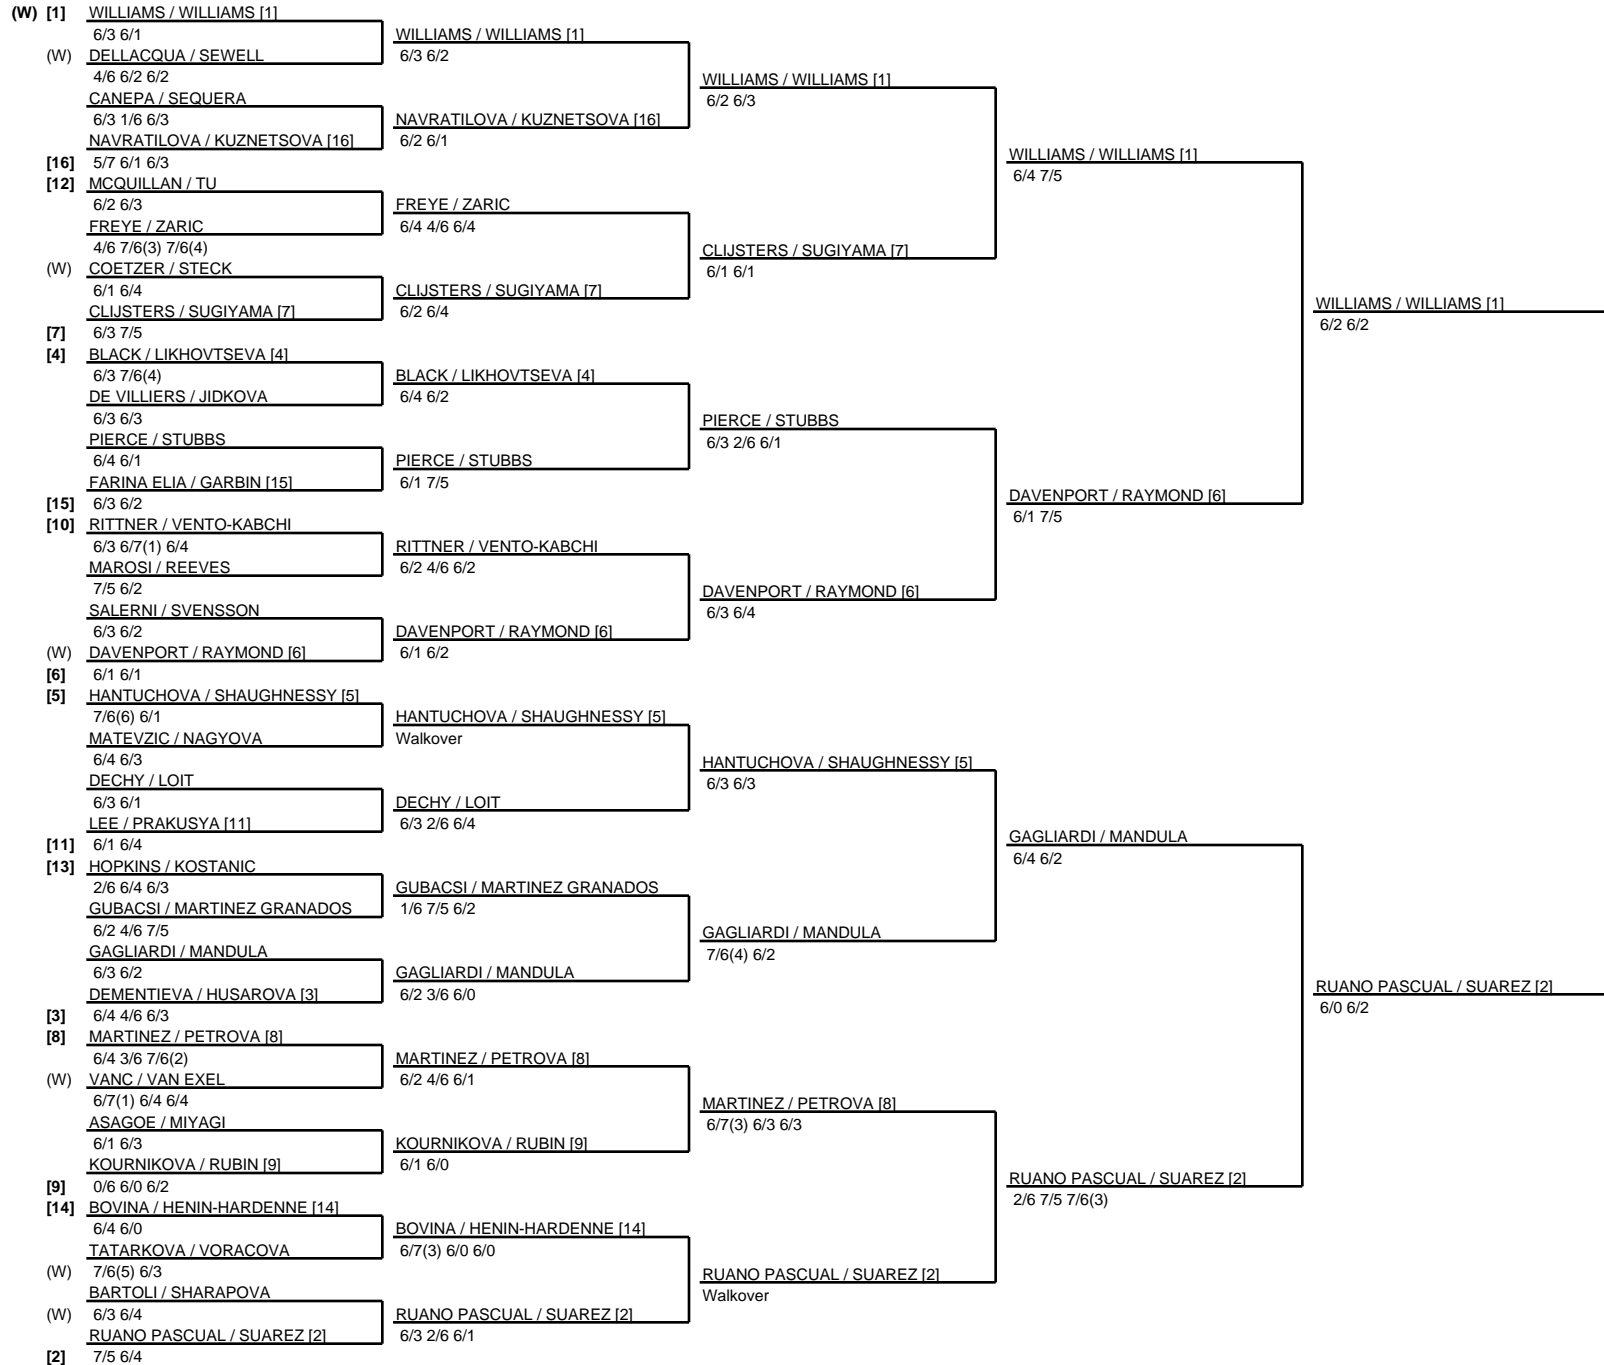 (W) [1] WILLIAMS / WILLIAMS [1]
6/3 6/1
(W) DELLACQUA / SEWELL
4/6 6/2 6/2
CANEPA / SEQUERA
6/3 1/6 6/3
NAVRATILOVA / KUZNETSOVA [16]
[16] 5/7 6/1 6/3
[12] MCQUILLAN / TU
6/2 6/3
FREYE / ZARIC
4/6 7/6(3) 7/6(4)
(W) COETZER / STECK
6/1 6/4
CLIJSTERS / SUGIYAMA [7]
[7] 6/3 7/5
[4] BLACK / LIKHOVTSEVA [4]
6/3 7/6(4)
DE VILLIERS / JIDKOVA
6/3 6/3
PIERCE / STUBBS
6/4 6/1
FARINA ELIA / GARBIN [15]
[15] 6/3 6/2
[10] RITTNER / VENTO-KABCHI
6/3 6/7(1) 6/4
MAROSI / REEVES
7/5 6/2
SALERNI / SVENSSON
6/3 6/2
(W) DAVENPORT / RAYMOND [6]
[6] 6/1 6/1
[5] HANTUCHOVA / SHAUGHNESSY [5]
7/6(6) 6/1
MATEVZIC / NAGYOVA
6/4 6/3
DECHY / LOIT
6/3 6/1
LEE / PRAKUSYA [11]
[11] 6/1 6/4
[13] HOPKINS / KOSTANIC
2/6 6/4 6/3
GUBACSI / MARTINEZ GRANADOS
6/2 4/6 7/5
GAGLIARDI / MANDULA
6/3 6/2
DEMENTIEVA / HUSAROVA [3]
[3] 6/4 4/6 6/3
[8] MARTINEZ / PETROVA [8]
6/4 3/6 7/6(2)
(W) VANC / VAN EXEL
6/7(1) 6/4 6/4
ASAGOE / MIYAGI
6/1 6/3
KOURNIKOVA / RUBIN [9]
[9] 0/6 6/0 6/2
[14] BOVINA / HENIN-HARDENNE [14]
6/4 6/0
TATARKOVA / VORACOVA
(W) 7/6(5) 6/3
BARTOLI / SHARAPOVA
(W) 6/3 6/4
RUANO PASCUAL / SUAREZ [2]
[2] 7/5 6/4
WILLIAMS / WILLIAMS [1]
6/3 6/2
NAVRATILOVA / KUZNETSOVA [16]
6/2 6/1
FREYE / ZARIC
6/4 4/6 6/4
CLIJSTERS / SUGIYAMA [7]
6/2 6/4
BLACK / LIKHOVTSEVA [4]
6/4 6/2
PIERCE / STUBBS
6/1 7/5
RITTNER / VENTO-KABCHI
6/2 4/6 6/2
DAVENPORT / RAYMOND [6]
6/1 6/2
HANTUCHOVA / SHAUGHNESSY [5]
Walkover
DECHY / LOIT
6/3 2/6 6/4
GUBACSI / MARTINEZ GRANADOS
1/6 7/5 6/2
GAGLIARDI / MANDULA
6/2 3/6 6/0
MARTINEZ / PETROVA [8]
6/2 4/6 6/1
KOURNIKOVA / RUBIN [9]
6/1 6/0
BOVINA / HENIN-HARDENNE [14]
6/7(3) 6/0 6/0
RUANO PASCUAL / SUAREZ [2]
6/3 2/6 6/1
WILLIAMS / WILLIAMS [1]
6/2 6/3
CLIJSTERS / SUGIYAMA [7]
6/1 6/1
PIERCE / STUBBS
6/3 2/6 6/1
DAVENPORT / RAYMOND [6]
6/3 6/4
HANTUCHOVA / SHAUGHNESSY [5]
6/3 6/3
GAGLIARDI / MANDULA
7/6(4) 6/2
MARTINEZ / PETROVA [8]
6/7(3) 6/3 6/3
RUANO PASCUAL / SUAREZ [2]
Walkover
WILLIAMS / WILLIAMS [1]
6/4 7/5
DAVENPORT / RAYMOND [6]
6/1 7/5
GAGLIARDI / MANDULA
6/4 6/2
RUANO PASCUAL / SUAREZ [2]
2/6 7/5 7/6(3)
WILLIAMS / WILLIAMS [1]
6/2 6/2
RUANO PASCUAL / SUAREZ [2]
6/0 6/2